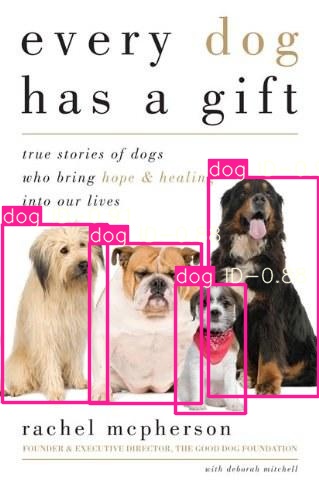 every dog
has a gift
true stories of dogs
who bring hope & healing
into our lives
dog
dog
dog
dog ID-0.8
rachel mcpherson
FOUNDER & EXECUTIVE DIRECTOR, THE GOOD DOG FOUNDATION
with deborah mitchell